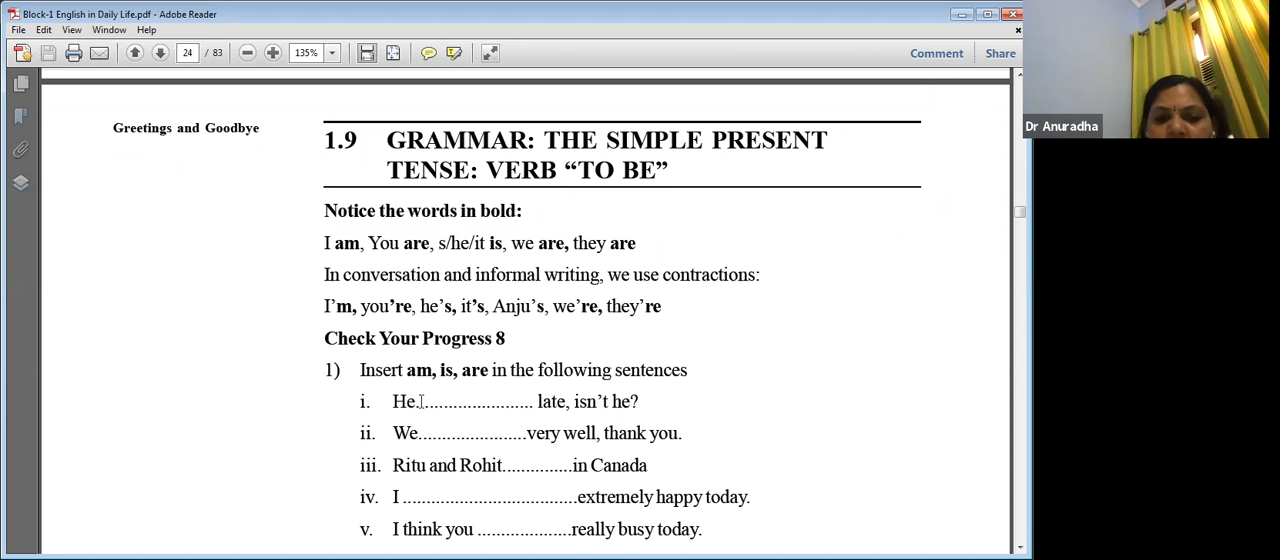 Block-1 English in Daily Life.pdf - Adobe Reader
File Edit View Window Help
24 / 83 135% Comment Share
Dr Anuradha
Greetings and Goodbye
1.9 GRAMMAR: THE SIMPLE PRESENT
TENSE: VERB “TO BE”
Notice the words in bold:
I am, You are, s/he/it is, we are, they are
In conversation and informal writing, we use contractions:
I’m, you’re, he’s, it’s, Anju’s, we’re, they’re
Check Your Progress 8
1) Insert am, is, are in the following sentences
i. He........................ late, isn’t he?
ii. We.......................very well, thank you.
iii. Ritu and Rohit...............in Canada
iv. I .....................................extremely happy today.
v. I think you ....................really busy today.